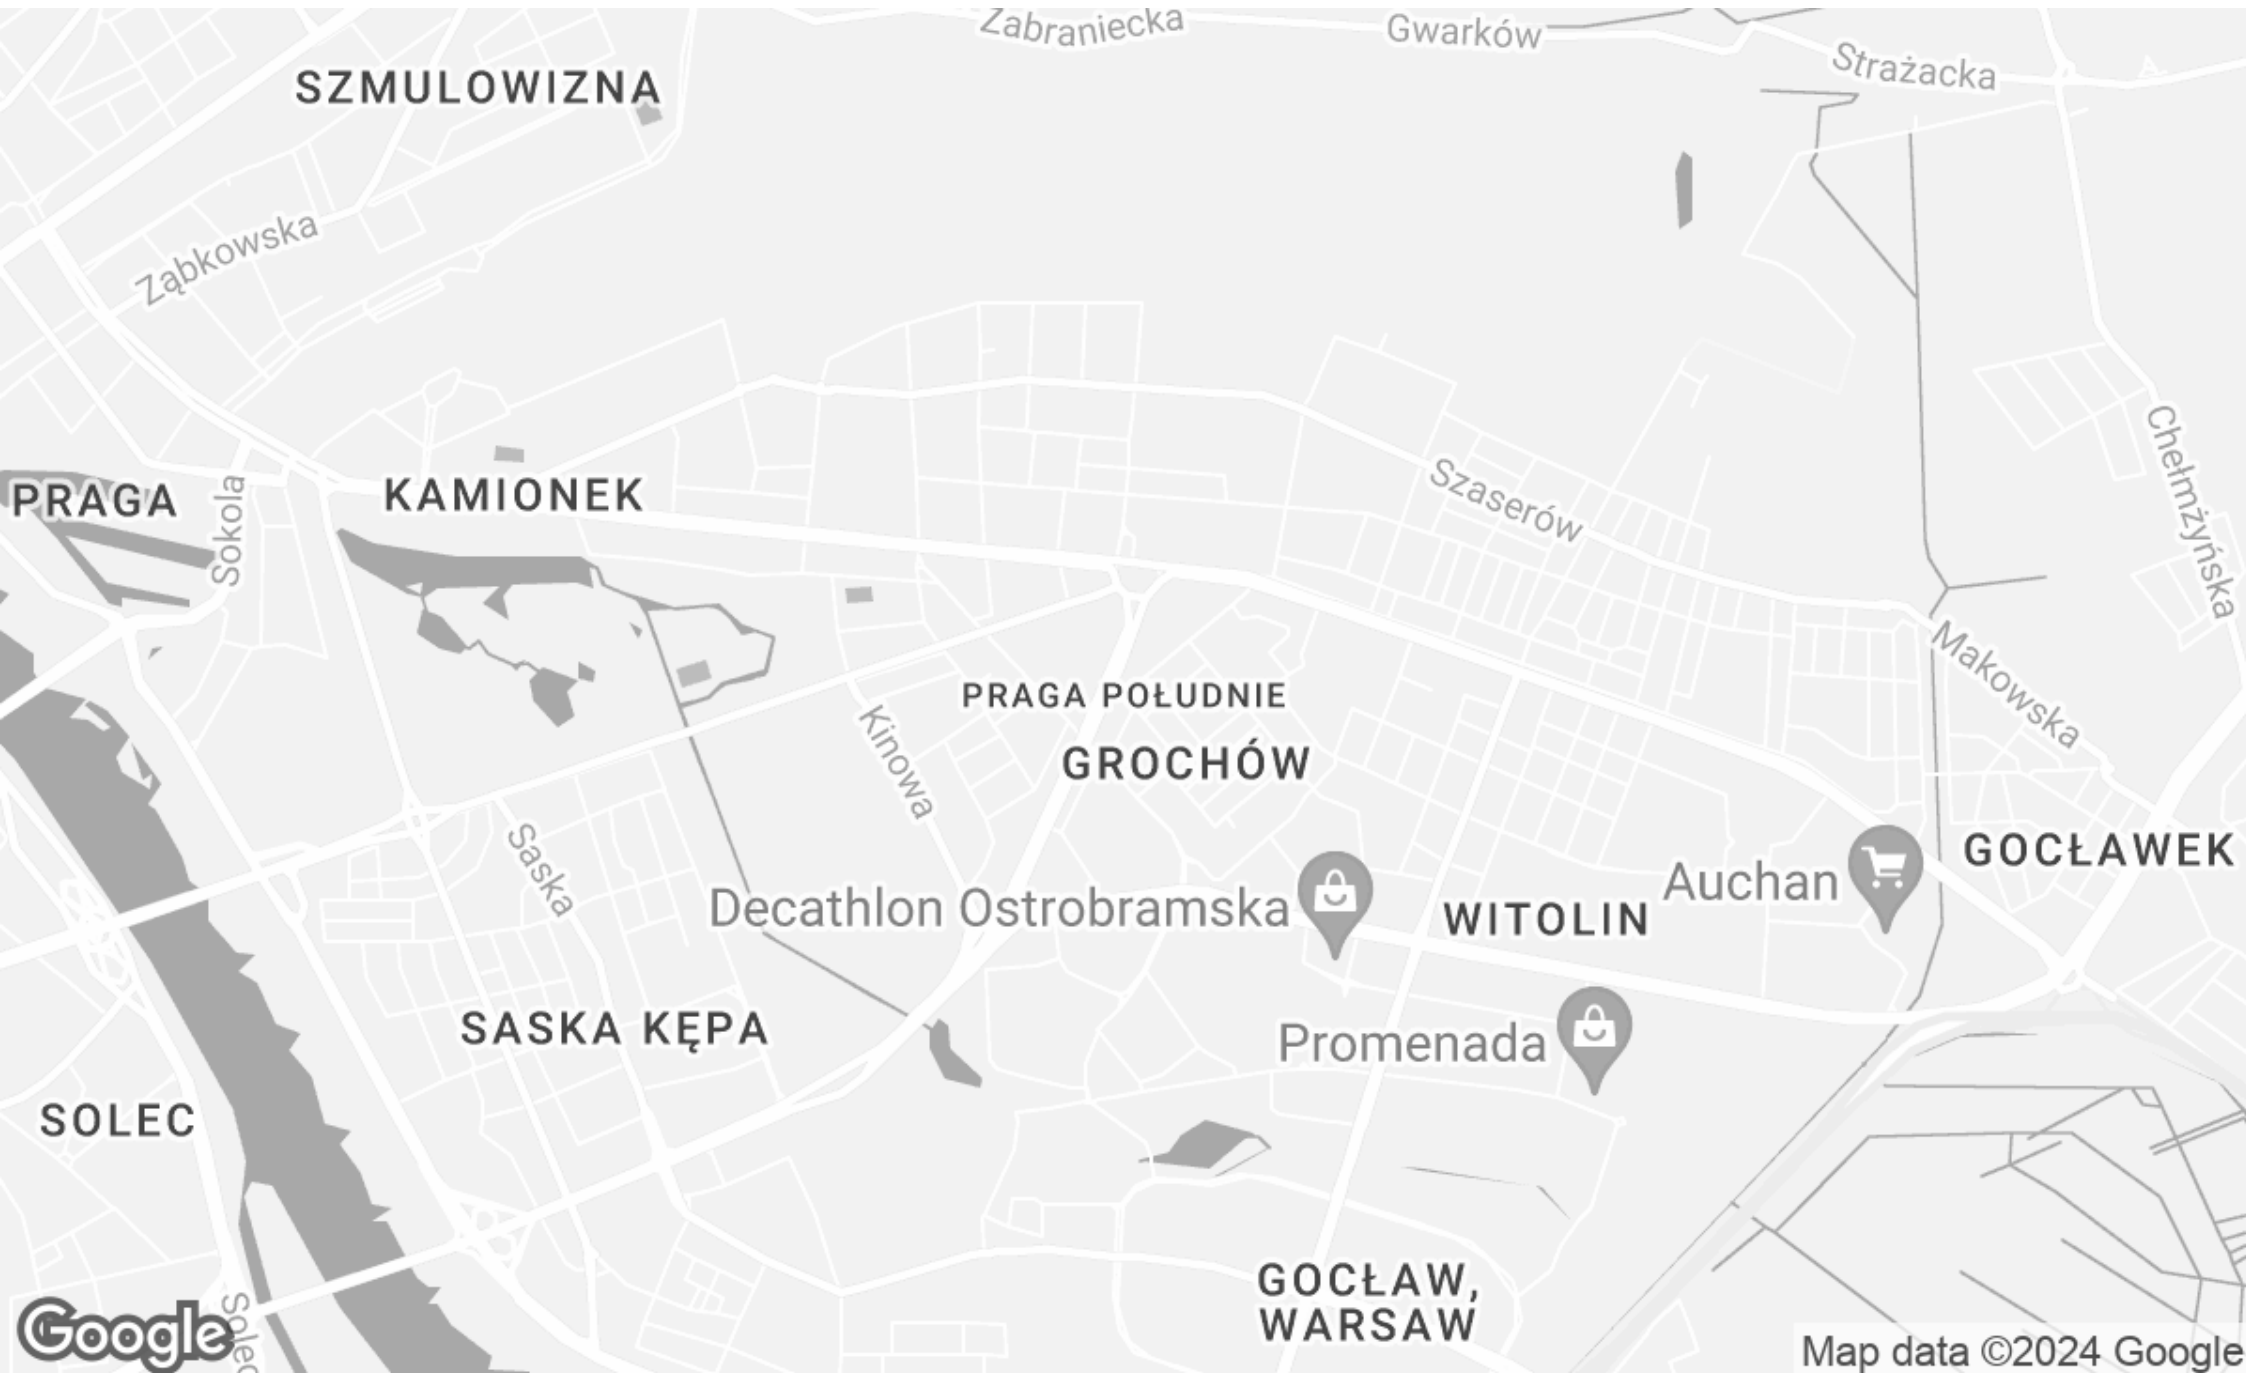 Zabraniecka
Gwarków
Strażacka
SZMULOWIZNA
Ząbkowska
Chełmżyńska
Szaserów
KAMIONEK
PRAGA
Sokola
Makowska
PRAGA POŁUDNIE
Kinowa
GROCHÓW
Saska
GOCŁAWEK
Auchan
Decathlon Ostrobramska
WITOLIN
SASKA KĘPA
Promenada
SOLEC
GOCŁAW,
WARSAW
Solec
Google
Map data ©2024 Google